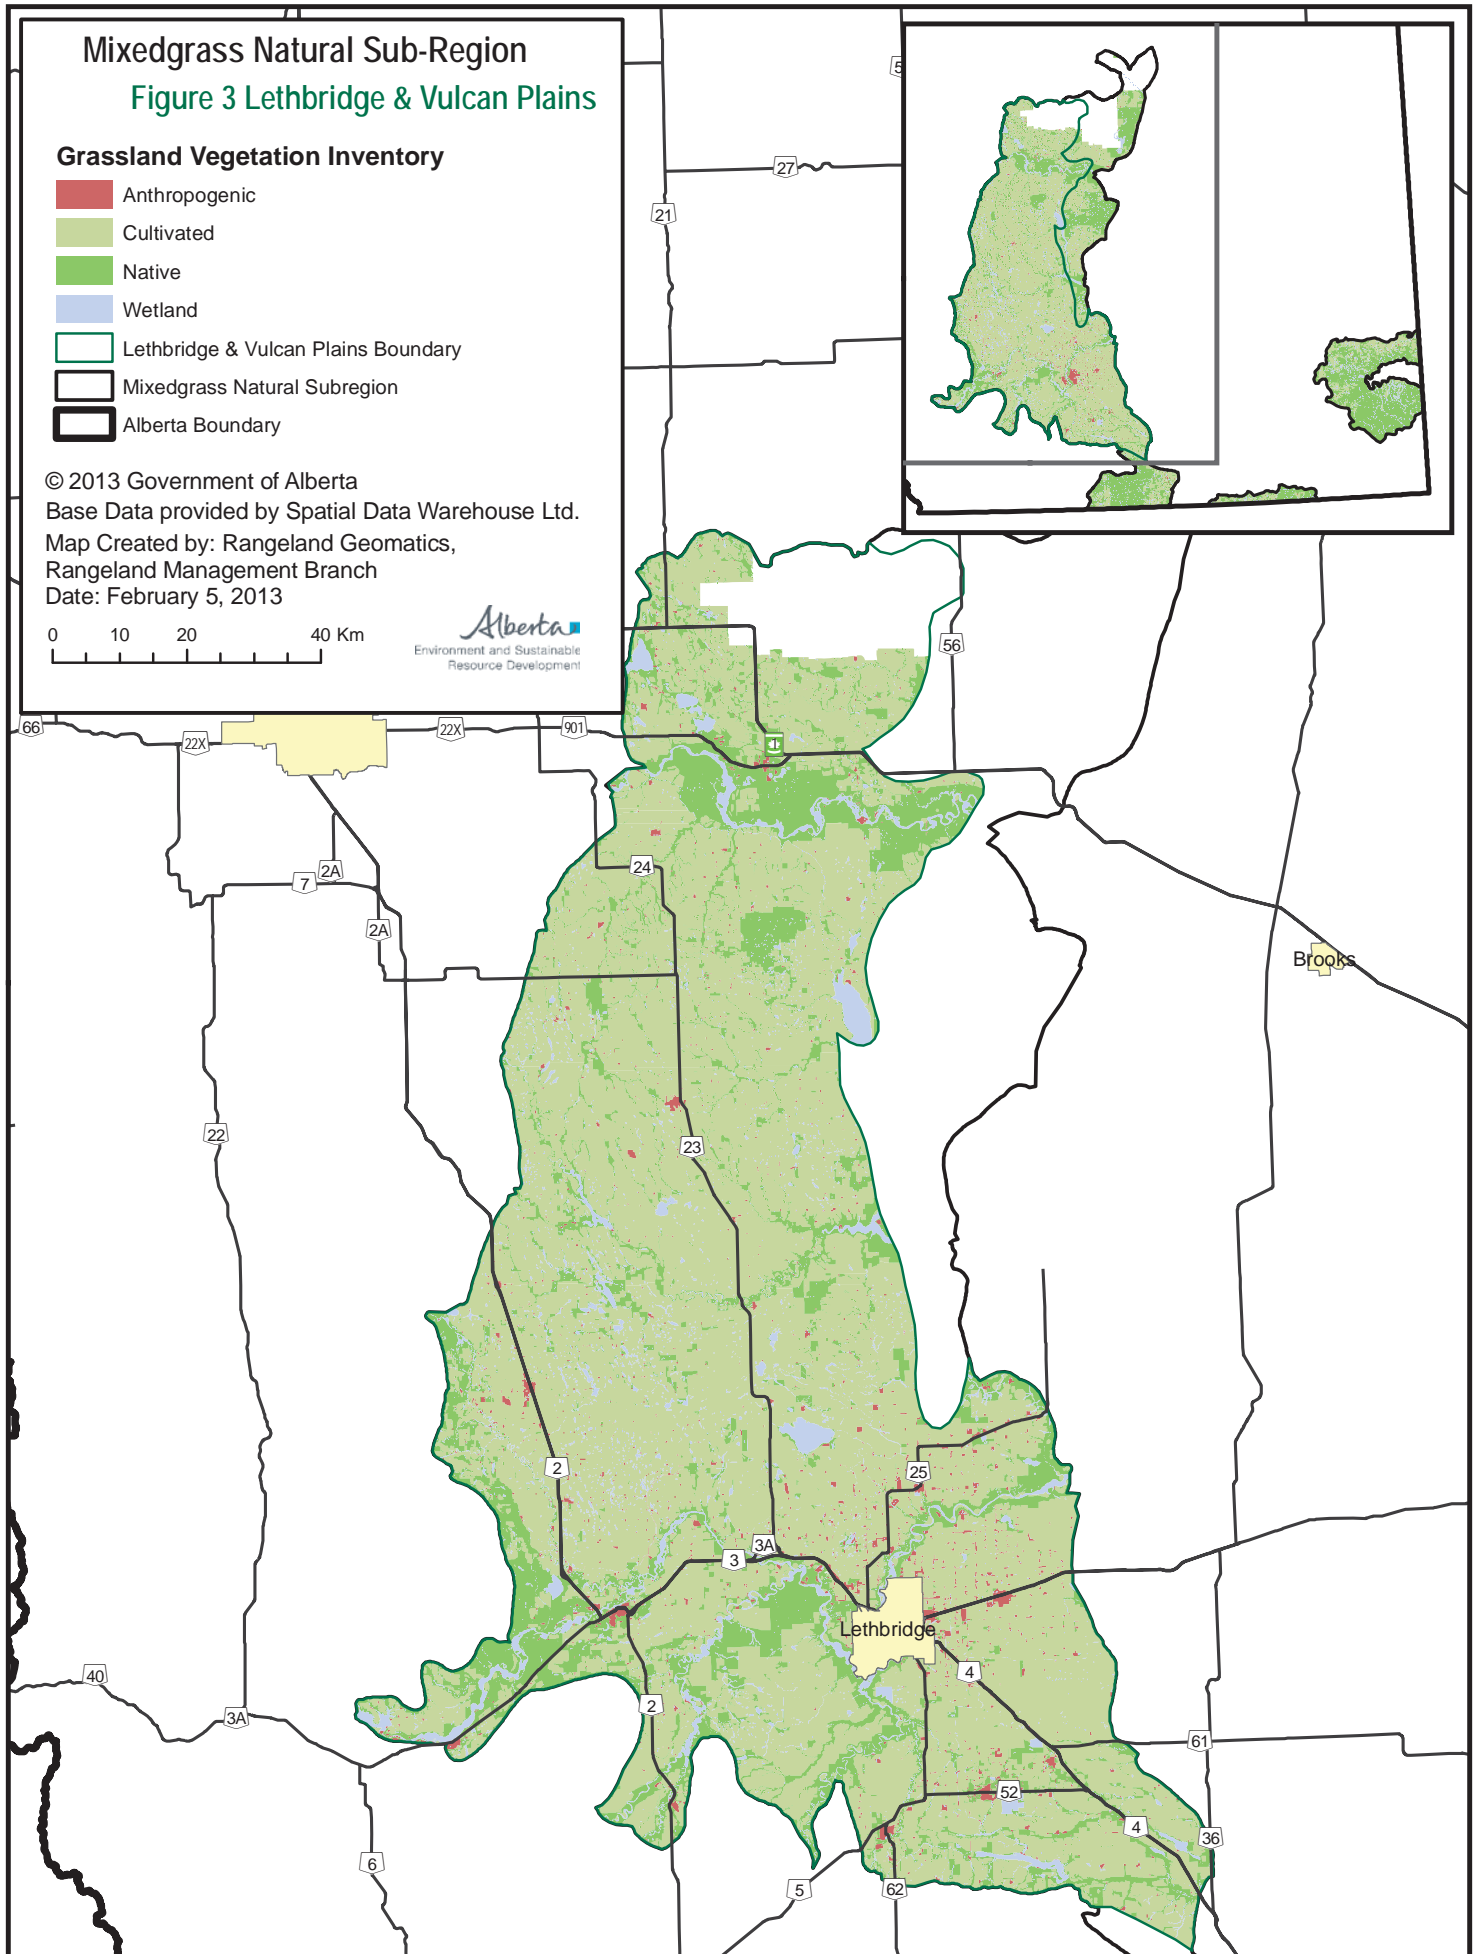 Mixedgrass Natural Sub-Region
Figure 3 Lethbridge & Vulcan Plains
Grassland Vegetation Inventory
Anthropogenic
Cultivated
Native
Wetland
Lethbridge & Vulcan Plains Boundary
Mixedgrass Natural Subregion
Alberta Boundary
© 2013 Government of Alberta
Base Data provided by Spatial Data Warehouse Ltd.
Map Created by: Rangeland Geomatics,
Rangeland Management Branch
Date: February 5, 2013
0 10 20 40 Km
Alberta
Environment and Sustainable
Resource Development
5
27
21
56
66
22X
22X
901
1
24
7
2A
2A
Brooks
22
23
2
25
3A
3
Lethbridge
4
40
3A
2
61
52
4
36
6
5
62